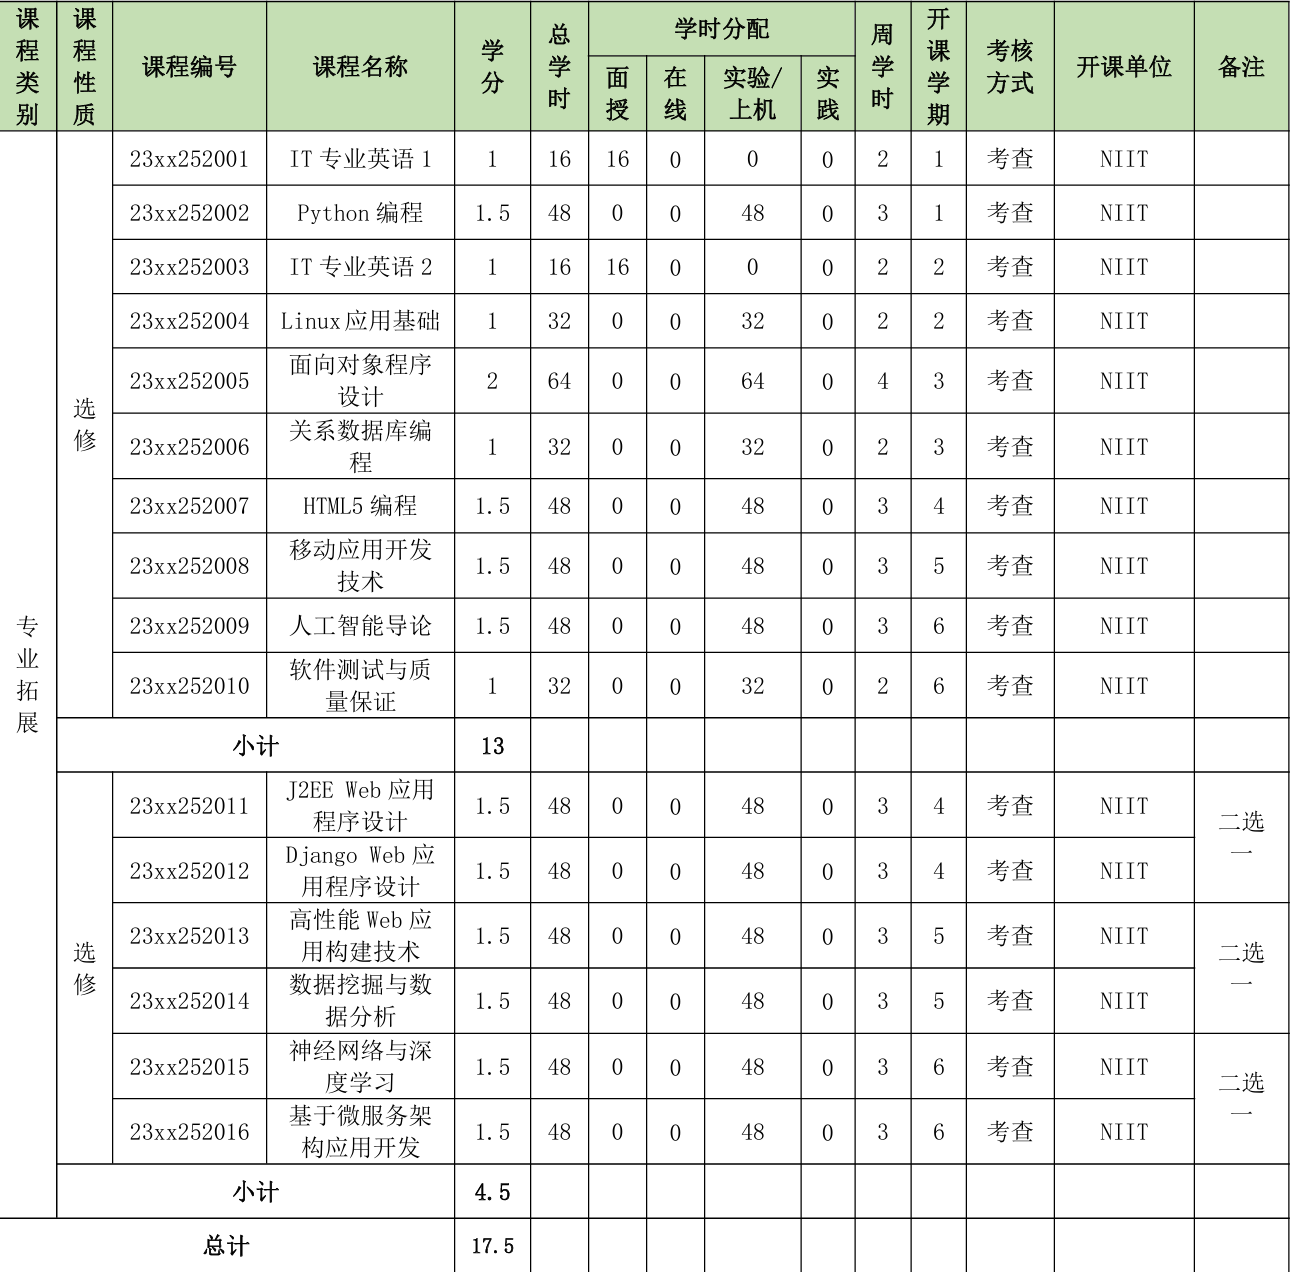 课程类别 课程性质 课程编号 课程名称 学分 总学时 学时分配 周学时 开课学期 考核方式 开课单位 备注
面授 在线 实验/上机 实践
专业拓展
选修
23xx252001 IT 专业英语 1 1 16 16 0 0 0 2 1 考查 NIIT
23xx252002 Python 编程 1.5 48 0 0 48 0 3 1 考查 NIIT
23xx252003 IT 专业英语 2 1 16 16 0 0 0 2 2 考查 NIIT
23xx252004 Linux 应用基础 1 32 0 0 32 0 2 2 考查 NIIT
23xx252005 面向对象程序设计 2 64 0 0 64 0 4 3 考查 NIIT
23xx252006 关系数据库编程 1 32 0 0 32 0 2 3 考查 NIIT
23xx252007 HTML5 编程 1.5 48 0 0 48 0 3 4 考查 NIIT
23xx252008 移动应用开发技术 1.5 48 0 0 48 0 3 5 考查 NIIT
23xx252009 人工智能导论 1.5 48 0 0 48 0 3 6 考查 NIIT
23xx252010 软件测试与质量保证 1 32 0 0 32 0 2 6 考查 NIIT
小计 13
选修
23xx252011 J2EE Web 应用程序设计 1.5 48 0 0 48 0 3 4 考查 NIIT 二选一
23xx252012 Django Web 应用程序设计 1.5 48 0 0 48 0 3 4 考查 NIIT
23xx252013 高性能 Web 应用构建技术 1.5 48 0 0 48 0 3 5 考查 NIIT 二选一
23xx252014 数据挖掘与数据分析 1.5 48 0 0 48 0 3 5 考查 NIIT
23xx252015 神经网络与深度学习 1.5 48 0 0 48 0 3 6 考查 NIIT 二选一
23xx252016 基于微服务架构应用开发 1.5 48 0 0 48 0 3 6 考查 NIIT
小计 4.5
总计 17.5